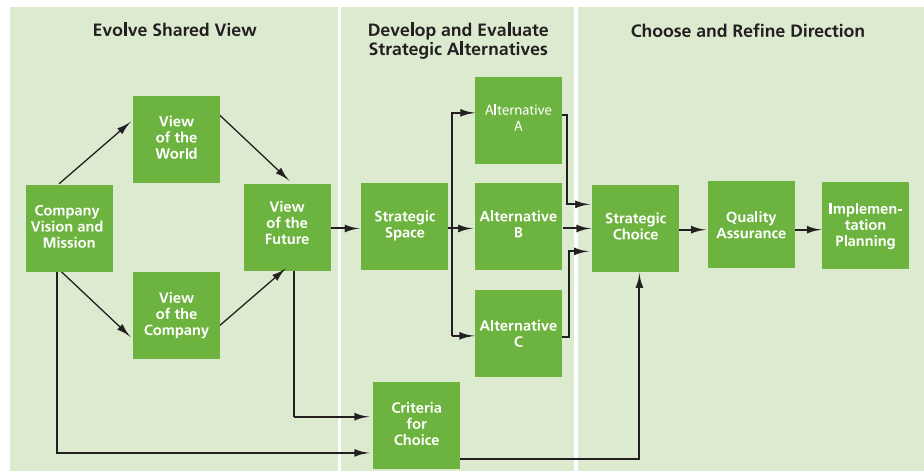 Evolve Shared View
Develop and Evaluate
Strategic Alternatives
Choose and Refine Direction
View
of the
World
Company
Vision and
Mission
View
of the
Company
View
of the
Future
Strategic
Space
Alternative
A
Alternative
B
Alternative
C
Criteria
for
Choice
Strategic
Choice
Quality
Assurance
Implemen-
tation
Planning